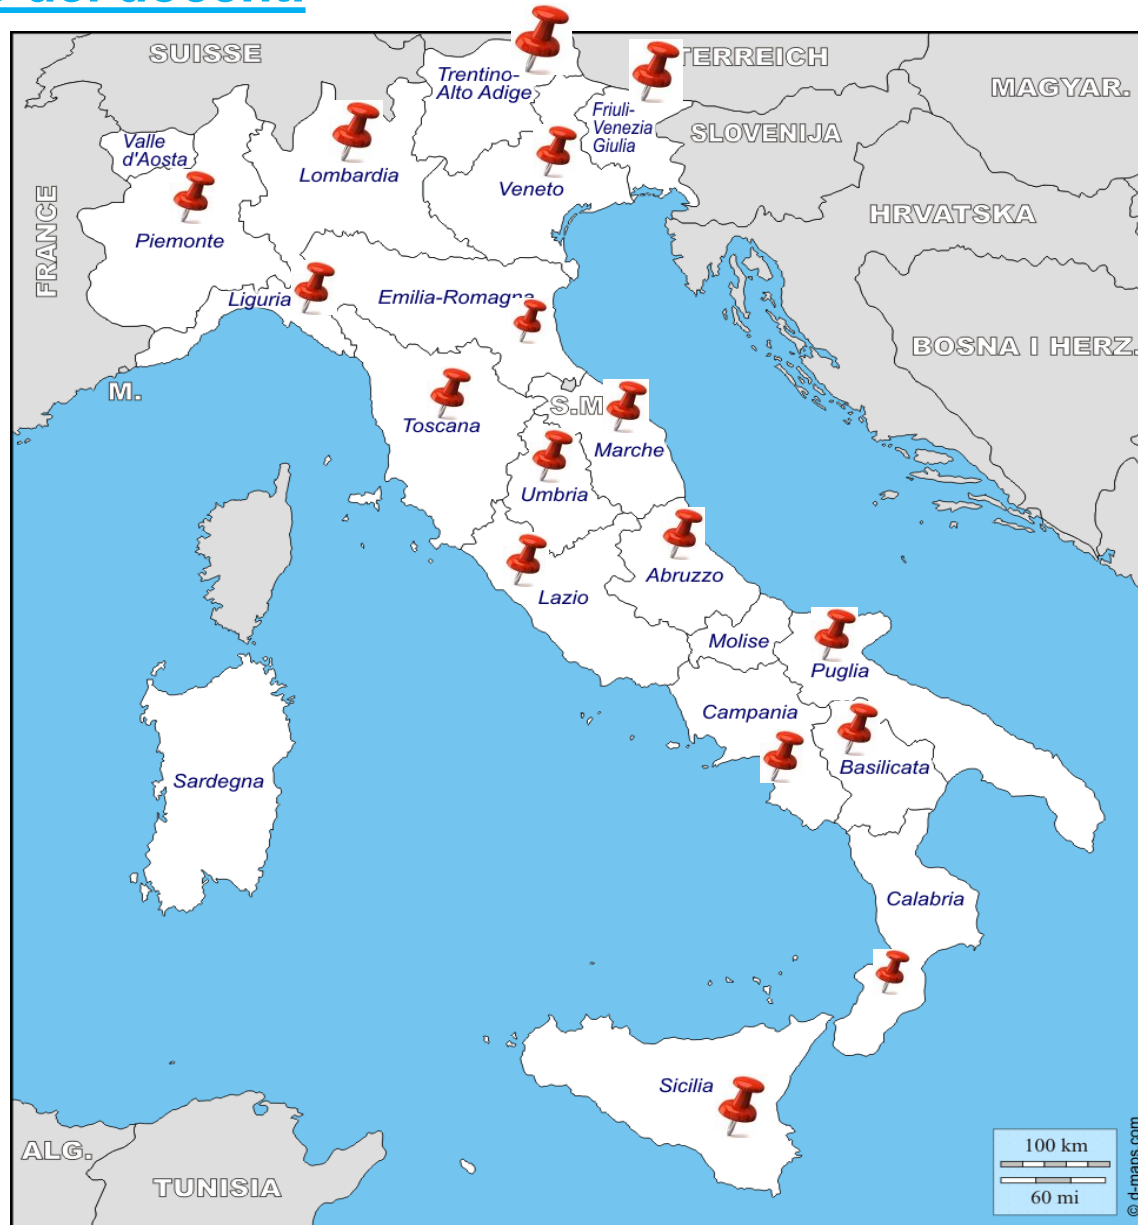 SUISSE
MAGYAR.
Trentino-
Alto Adige
Friuli-
Venezia
Giulia
SLOVENIJA
Valle
d'Aosta
Lombardia
Veneto
FRANCE
HRVATSKA
Piemonte
Liguria
Emilia-Romagna
BOSNA I HERZ.
M.
S.M
Toscana
Marche
Umbria
Abruzzo
Lazio
Molise
Puglia
Campania
Basilicata
Sardegna
Calabria
Sicilia
ALG.
TUNISIA
100 km
60 mi
© d-maps.com